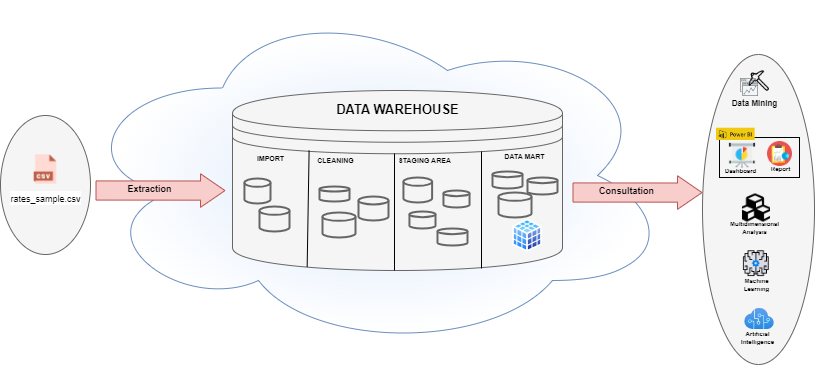 DATA WAREHOUSE
IMPORT
CLEANING
STAGING AREA
DATA MART
CSV
rates_sample.csv
Extraction
Consultation
Data Mining
Power BI
Dashboard
Report
Multidimensional
Analysis
Machine
Learning
Artificial
Intelligence